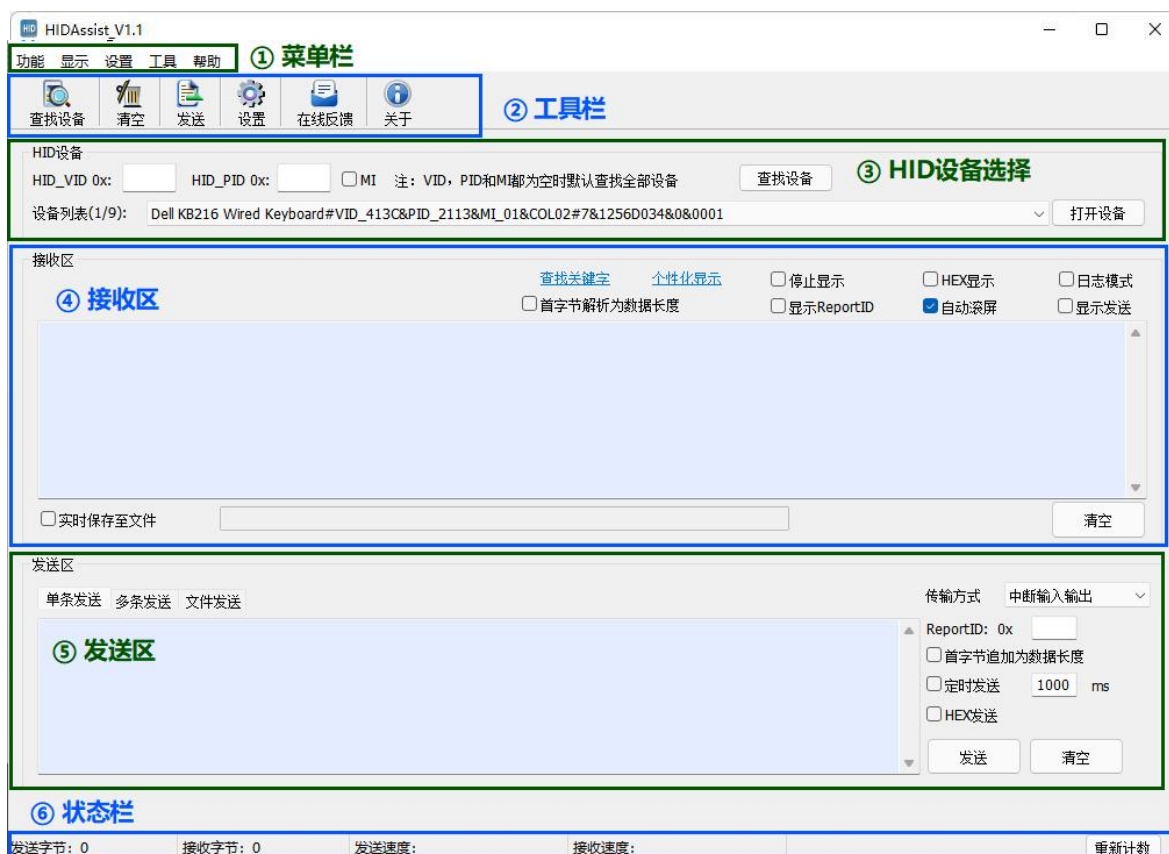 HIDAssist_V1.1
功能 显示 设置 工具 帮助 ① 菜单栏
查找设备 清空 发送 设置 在线反馈 关于 ② 工具栏
HID设备
③ HID设备选择
HID_VID 0x: HID_PID 0x: MI 注：VID，PID和MI都为空时默认查找全部设备 查找设备
设备列表(1/9): Dell KB216 Wired Keyboard#VID_413C&PID_2113&MI_01&COL02#7&1256D034&0&0001 打开设备
接收区
④ 接收区
查找关键字 个性化显示 停止显示 HEX显示 日志模式
首字节解析为数据长度 显示ReportID 自动滚屏 显示发送
实时保存至文件 清空
发送区
单条发送 多条发送 文件发送 传输方式 中断输入输出
⑤ 发送区
ReportID: 0x
首字节追加为数据长度
定时发送 1000 ms
HEX发送
发送 清空
⑥ 状态栏
发送字节: 0 接收字节: 0 发送速度: 接收速度: 重新计数